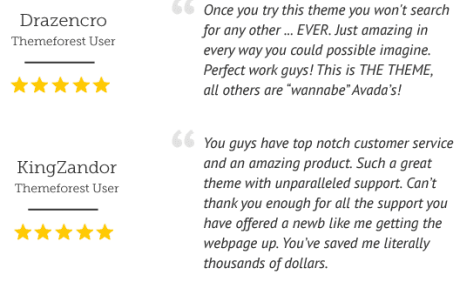 Drazencro
Themeforest User
“ Once you try this theme you won't search
for any other ... EVER. Just amazing in
every way you could possible imagine.
Perfect work guys! This is THE THEME,
all others are “wannabe” Avada’s!
KingZandor
Themeforest User
“ You guys have top notch customer service
and an amazing product. Such a great
theme with unparalleled support. Can’t
thank you enough for all the support you
have offered a newb like me getting the
webpage up. You’ve saved me literally
thousands of dollars.